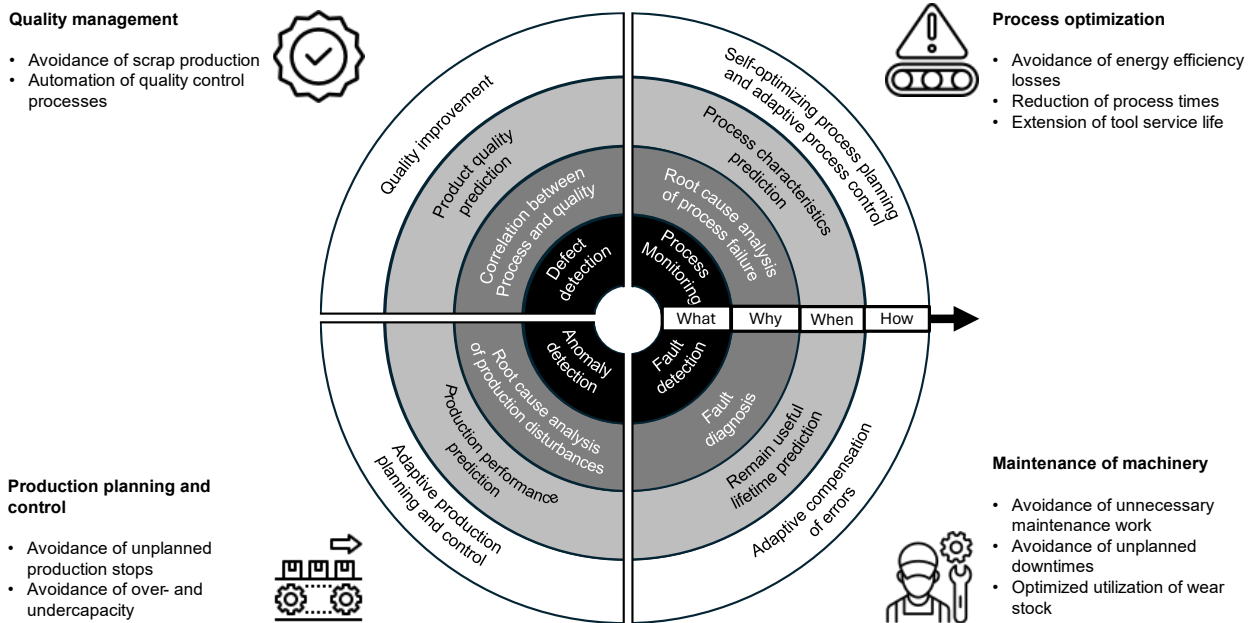 Quality management
• Avoidance of scrap production
• Automation of quality control
processes
Process optimization
• Avoidance of energy efficiency
losses
• Reduction of process times
• Extension of tool service life
Quality improvement
Product quality
prediction
Correlation between
Process and quality
Defect
detection
Self-optimizing process planning
and adaptive process control
Process characteristics
prediction
Root cause analysis
of process failure
Process
Monitoring
What
Why
When
How
Anomaly
detection
Root cause analysis
of production disturbances
Production performance
prediction
Adaptive production
planning and control
Fault
detection
Fault
diagnosis
Remain useful
lifetime prediction
Adaptive compensation
of errors
Production planning and
control
• Avoidance of unplanned
production stops
• Avoidance of over- and
undercapacity
Maintenance of machinery
• Avoidance of unnecessary
maintenance work
• Avoidance of unplanned
downtimes
• Optimized utilization of wear
stock